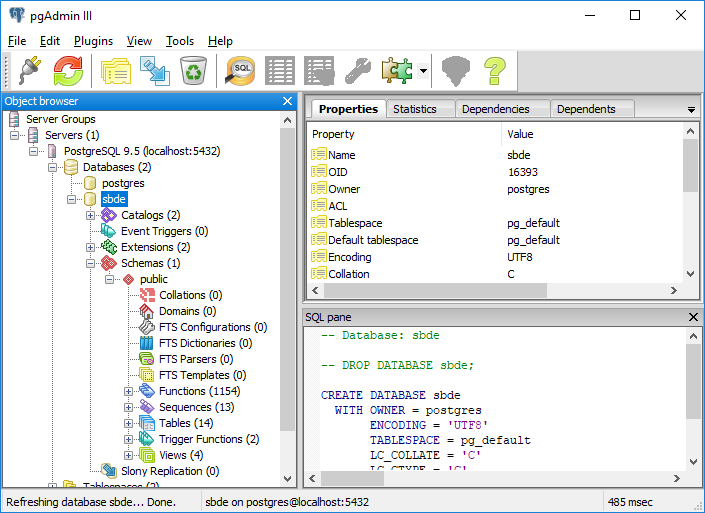 pgAdmin III
File Edit Plugins View Tools Help
SQL
Object browser
Server Groups
Servers (1)
PostgreSQL 9.5 (localhost:5432)
Databases (2)
postgres
sbde
Catalogs (2)
Event Triggers (0)
Extensions (2)
Schemas (1)
public
Collations (0)
Domains (0)
FTS Configurations (0)
FTS Dictionaries (0)
FTS Parsers (0)
FTS Templates (0)
Functions (1154)
Sequences (13)
Tables (14)
Trigger Functions (2)
Views (4)
Slony Replication (0)
Tablespaces (2)
Properties Statistics Dependencies Dependents
Property Value
Name sbde
OID 16393
Owner postgres
ACL
Tablespace pg_default
Default tablespace pg_default
Encoding UTF8
Collation C
SQL pane
-- Database: sbde
-- DROP DATABASE sbde;
CREATE DATABASE sbde
WITH OWNER = postgres
ENCODING = 'UTF8'
TABLESPACE = pg_default
LC_COLLATE = 'C'
LC_CTYPE = 'C'
Refreshing database sbde... Done. sbde on postgres@localhost:5432 485 msec